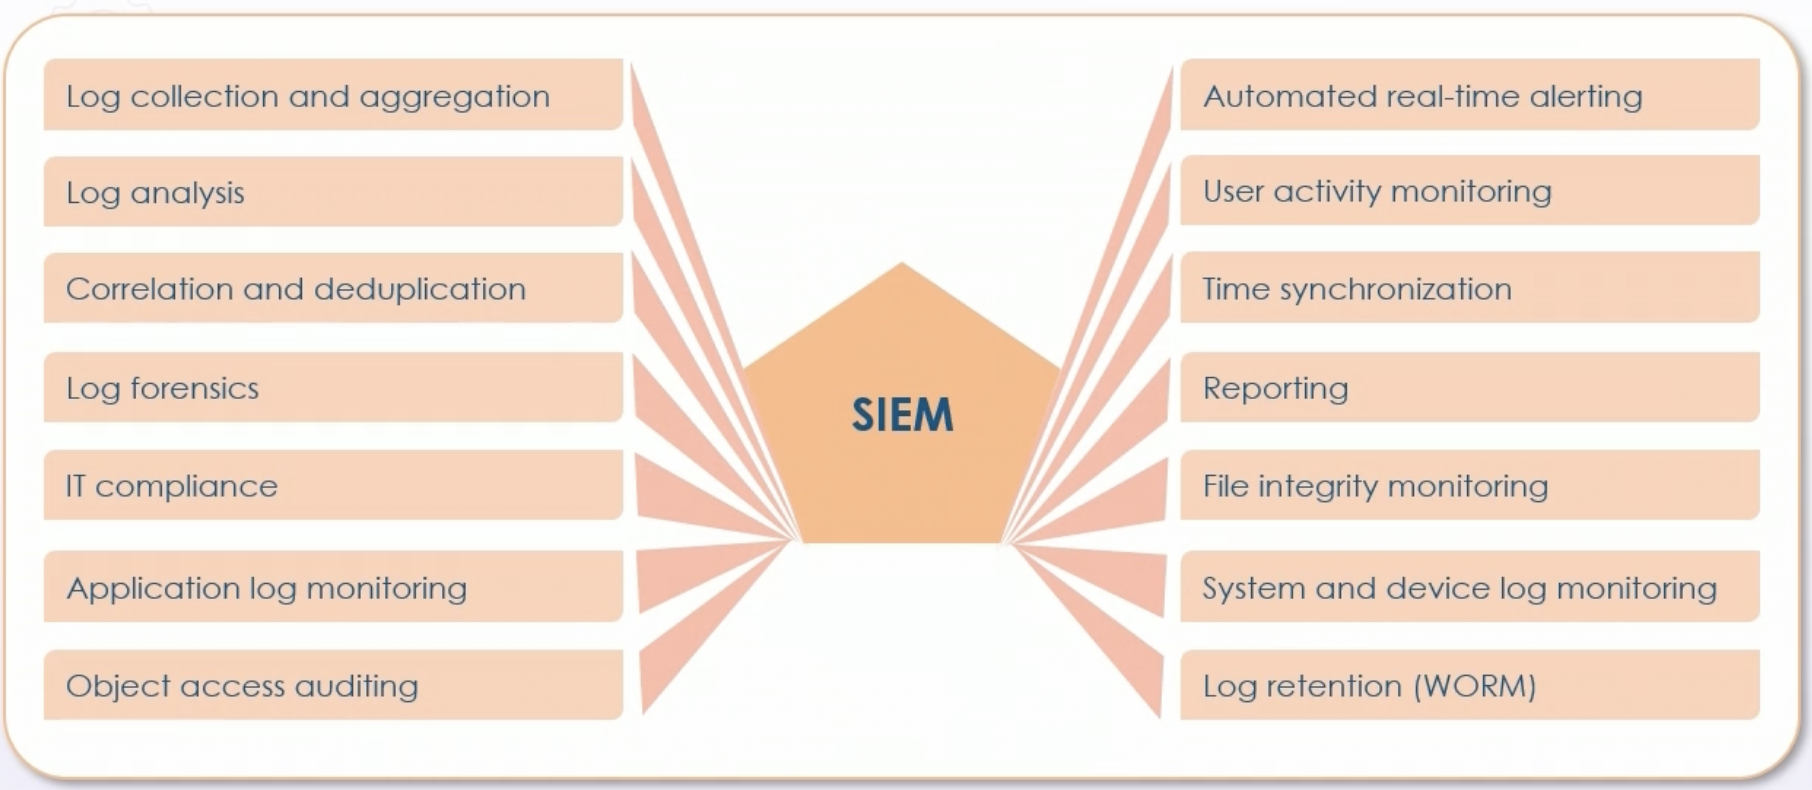 Log collection and aggregation
Log analysis
Correlation and deduplication
Log forensics
IT compliance
Application log monitoring
Object access auditing
SIEM
Automated real-time alerting
User activity monitoring
Time synchronization
Reporting
File integrity monitoring
System and device log monitoring
Log retention (WORM)